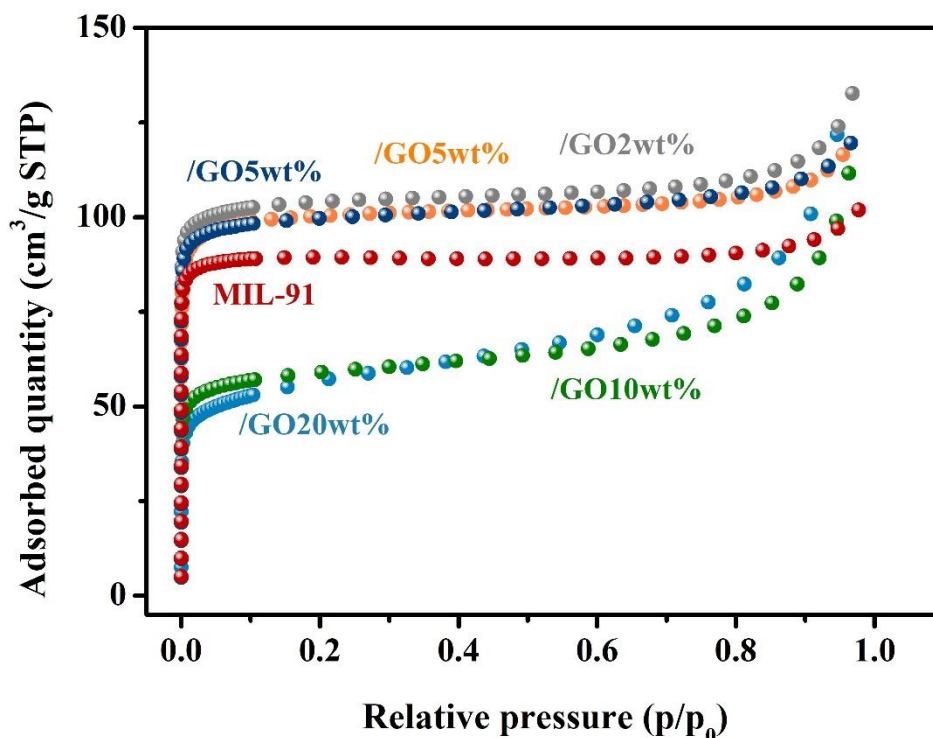 150
100
50
0
Adsorbed quantity (cm³/g STP)
/GO5wt%
/GO5wt%
/GO2wt%
MIL-91
/GO10wt%
/GO20wt%
0.0
0.2
0.4
0.6
0.8
1.0
Relative pressure (p/p₀)